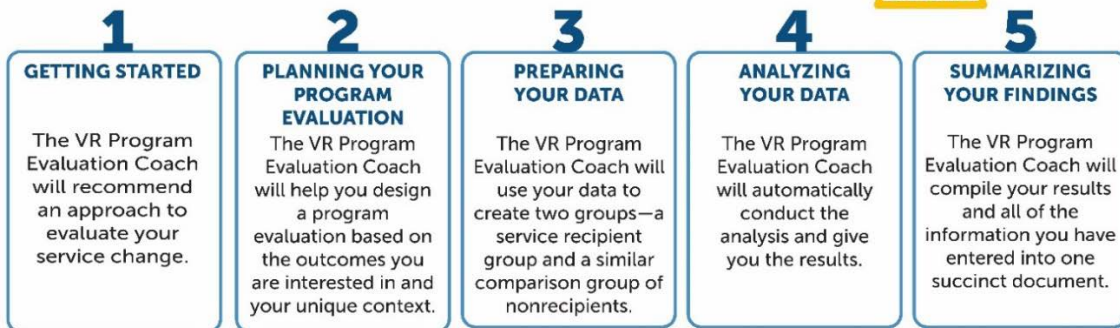 1
GETTING STARTED
The VR Program
Evaluation Coach
will recommend
an approach to
evaluate your
service change.
2
PLANNING YOUR
PROGRAM
EVALUATION
The VR Program
Evaluation Coach
will help you design
a program
evaluation based on
the outcomes you
are interested in and
your unique context.
3
PREPARING
YOUR DATA
The VR Program
Evaluation Coach will
use your data to
create two groups—a
service recipient
group and a similar
comparison group of
nonrecipients.
4
ANALYZING
YOUR DATA
The VR Program
Evaluation Coach
will automatically
conduct the
analysis and give
you the results.
5
SUMMARIZING
YOUR FINDINGS
The VR Program
Evaluation Coach will
compile your results
and all of the
information you have
entered into one
succinct document.